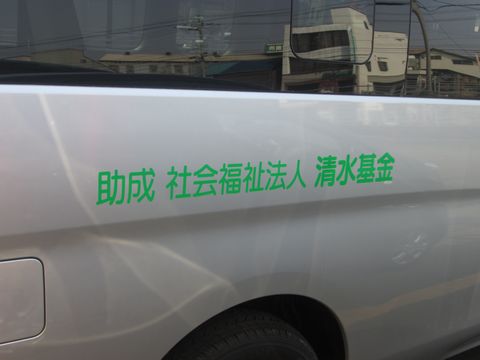 助成 社会福祉法人 清水基金